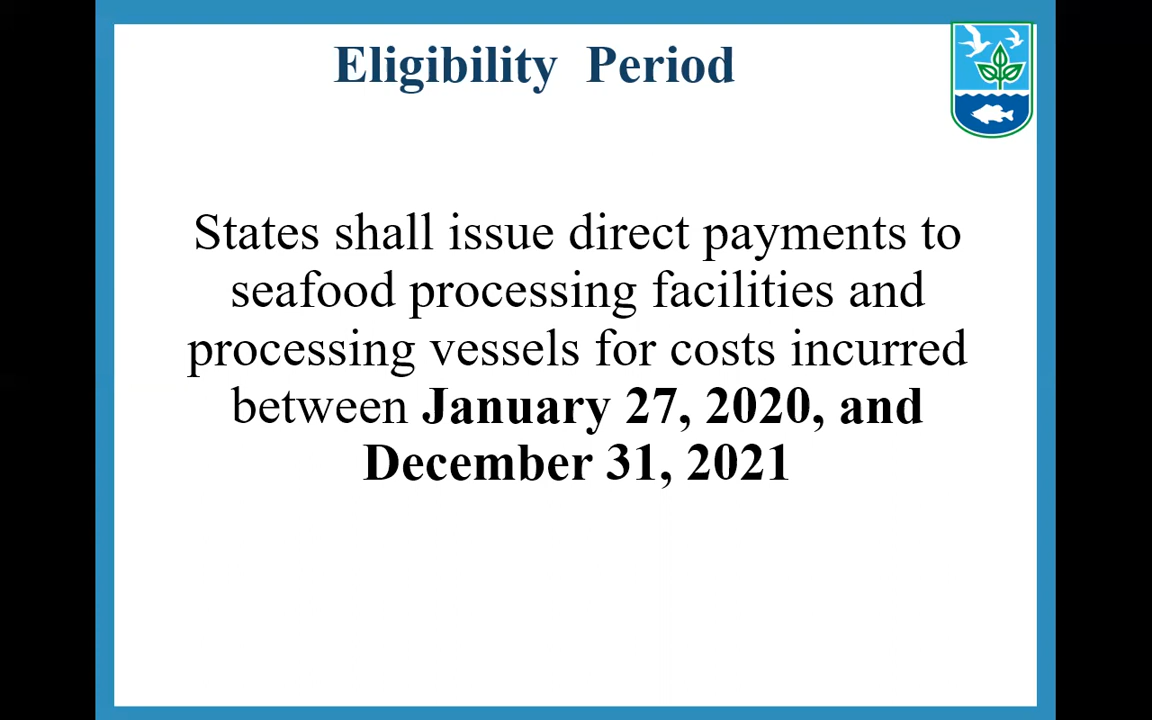 Eligibility Period
States shall issue direct payments to
seafood processing facilities and
processing vessels for costs incurred
between January 27, 2020, and
December 31, 2021